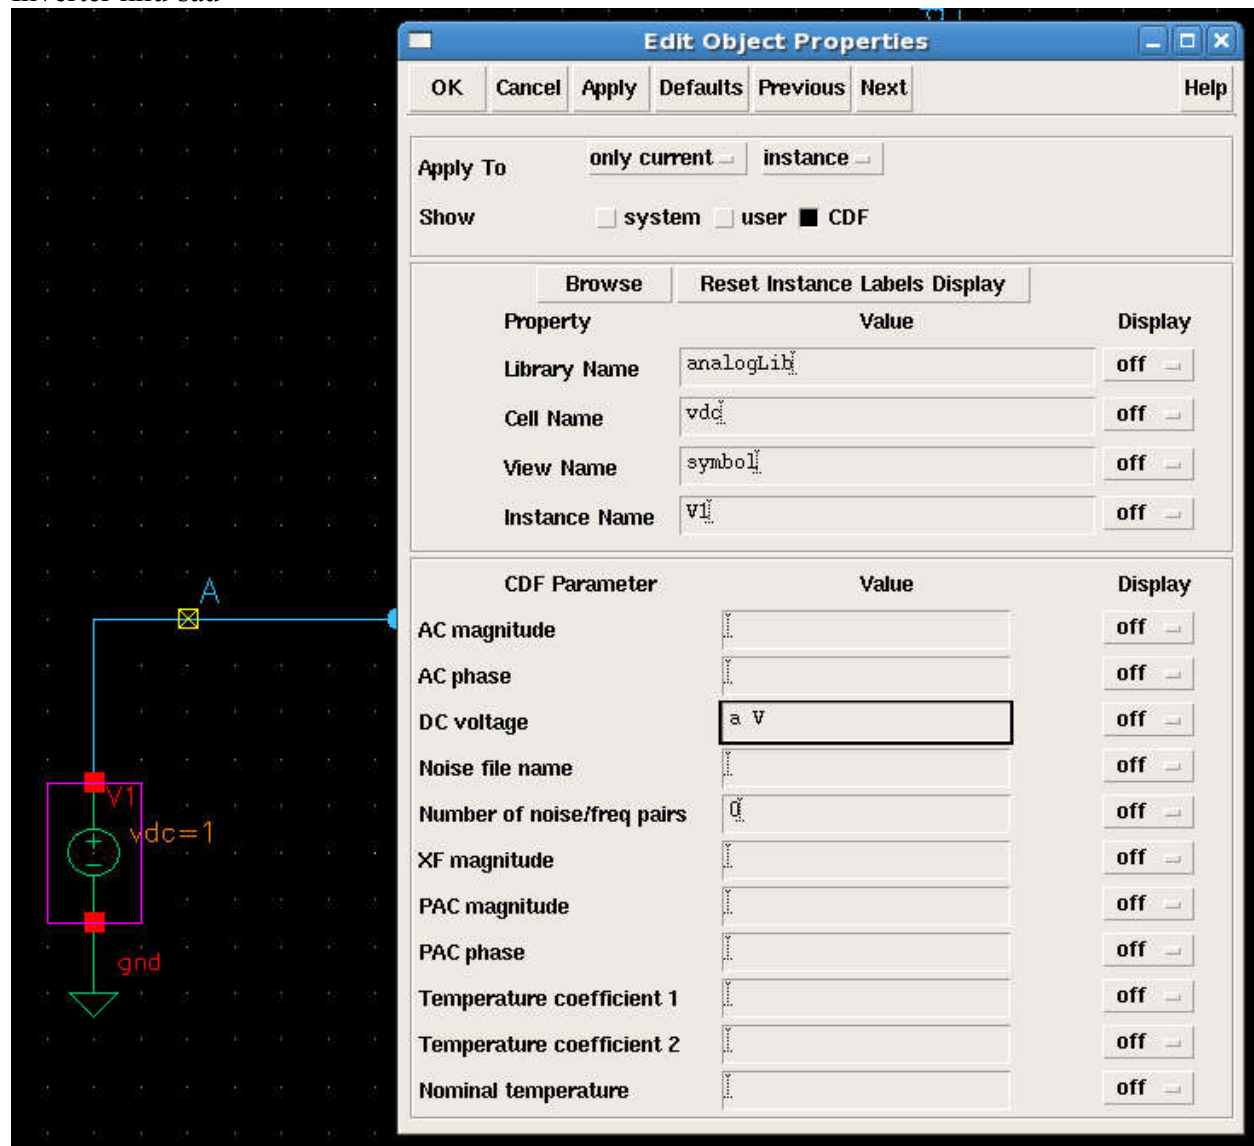 Edit Object Properties
OK Cancel Apply Defaults Previous Next Help
Apply To only current instance
Show system user CDF
Browse Reset Instance Labels Display
Property Value Display
Library Name analogLib off
Cell Name vdc off
View Name symbol off
Instance Name V1 off
CDF Parameter Value Display
A
AC magnitude off
AC phase off
DC voltage a V off
Noise file name off
V1
Number of noise/freq pairs 0 off
vdc=1
XF magnitude off
PAC magnitude off
PAC phase off
gnd
Temperature coefficient 1 off
Temperature coefficient 2 off
Nominal temperature off